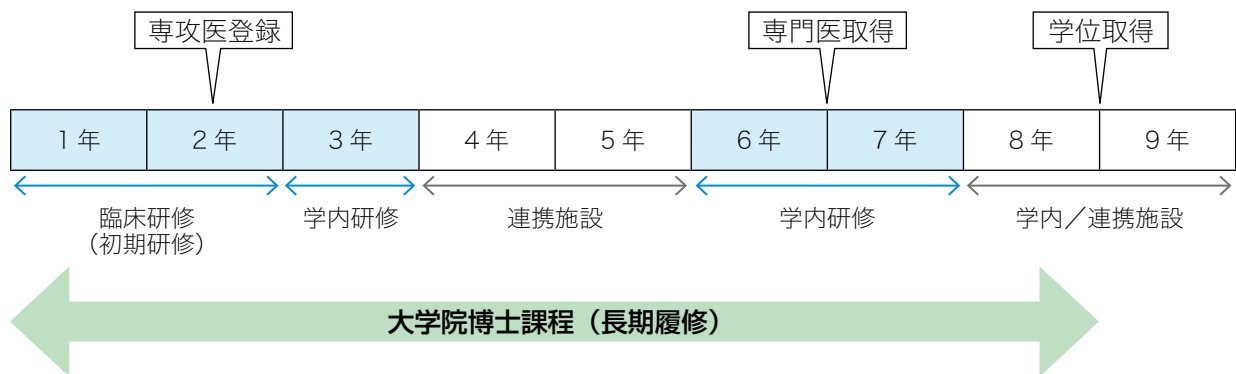 専攻医登録
専門医取得
学位取得
1 年
2 年
3 年
4 年
5 年
6 年
7 年
8 年
9 年
臨床研修
（初期研修）
学内研修
連携施設
学内研修
学内／連携施設
大学院博士課程（長期履修）